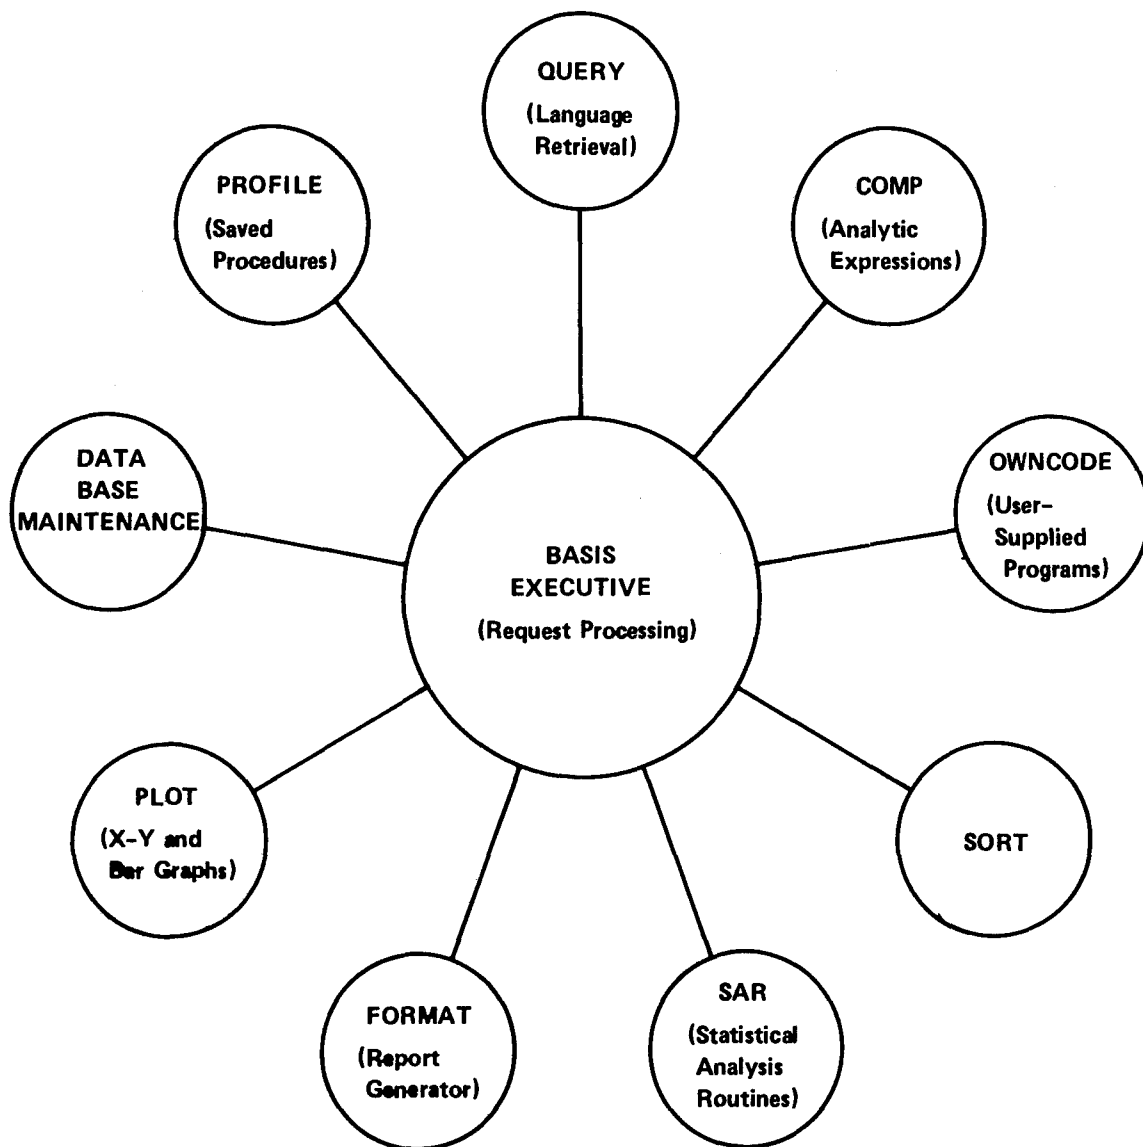 QUERY
(Language
Retrieval)
PROFILE
(Saved
Procedures)
COMP
(Analytic
Expressions)
DATA
BASE
MAINTENANCE
OWNCODE
(User-
Supplied
Programs)
BASIS
EXECUTIVE
(Request Processing)
PLOT
(X-Y and
Bar Graphs)
SORT
FORMAT
(Report
Generator)
SAR
(Statistical
Analysis
Routines)